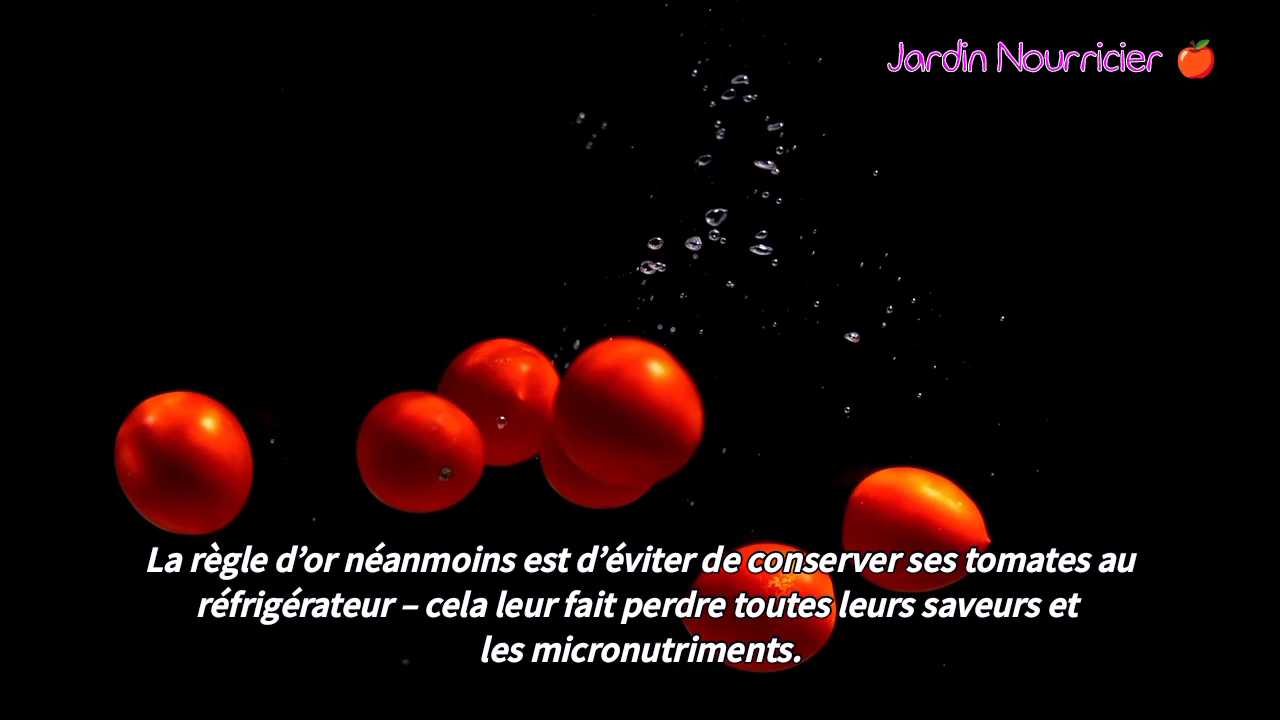 Jardin Nourricier 🍎
La règle d’or néanmoins est d’éviter de conserver ses tomates au
réfrigérateur – cela leur fait perdre toutes leurs saveurs et
les micronutriments.